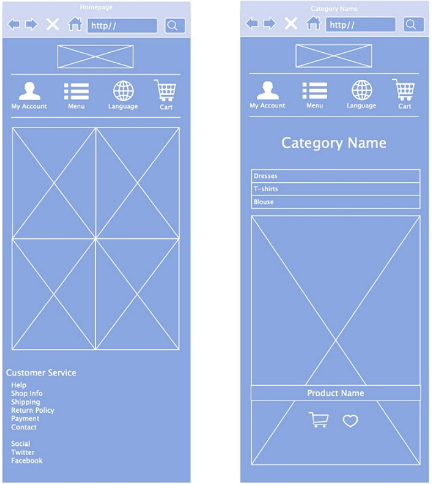 Homepage
http//
My Account
Menu
Language
Cart
Customer Service
Help
Shop Info
Shipping
Return Policy
Payment
Contact
Social
Twitter
Facebook
Category Name
http//
My Account
Menu
Language
Cart
Category Name
Dresses
T-shirts
Blouse
Product Name